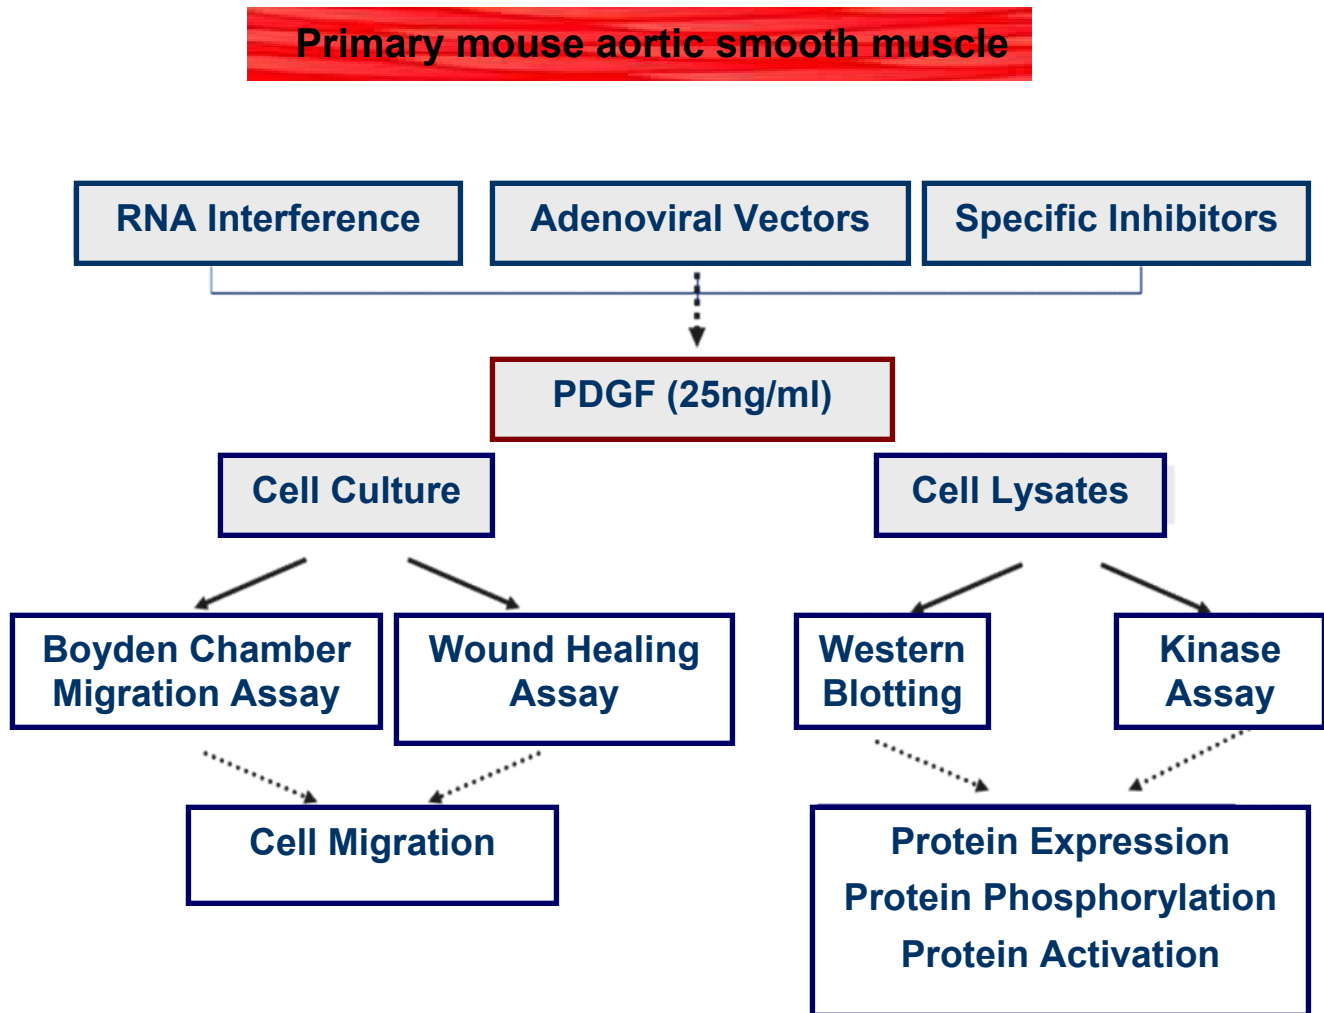 Primary mouse aortic smooth muscle
RNA Interference
Adenoviral Vectors
Specific Inhibitors
PDGF (25ng/ml)
Cell Culture
Cell Lysates
Boyden Chamber
Migration Assay
Wound Healing
Assay
Western
Blotting
Kinase
Assay
Cell Migration
Protein Expression
Protein Phosphorylation
Protein Activation